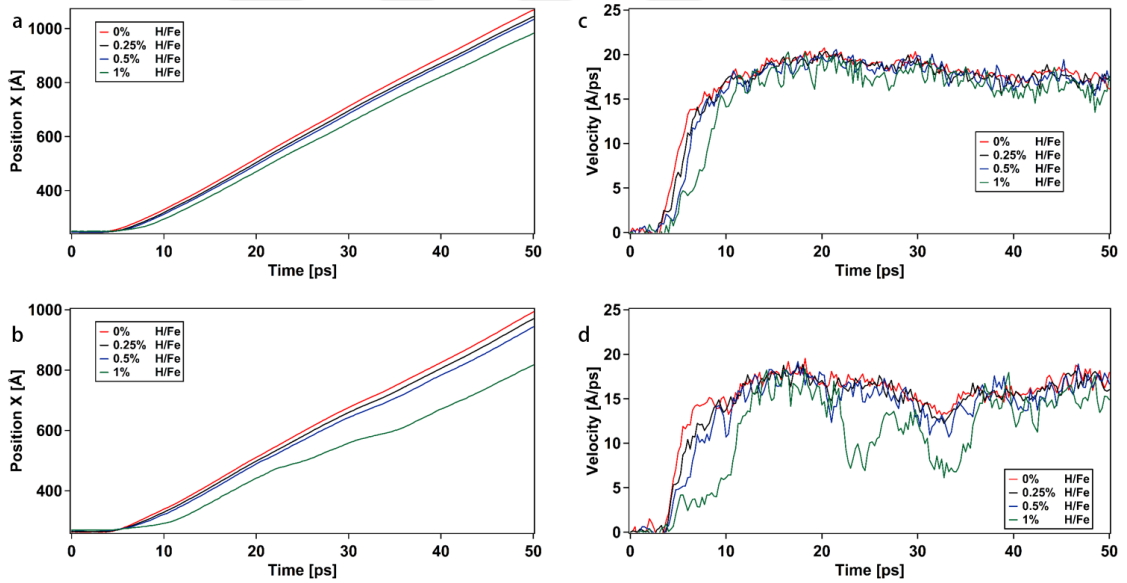 a
1000
800
600
400
Position X [Å]
0% H/Fe
0.25% H/Fe
0.5% H/Fe
1% H/Fe
0 10 20 30 40 50
Time [ps]
c
25
20
15
10
5
0
Velocity [Å/ps]
0% H/Fe
0.25% H/Fe
0.5% H/Fe
1% H/Fe
0 10 20 30 40 50
Time [ps]
b
1000
800
600
400
Position X [Å]
0% H/Fe
0.25% H/Fe
0.5% H/Fe
1% H/Fe
0 10 20 30 40 50
Time [ps]
d
25
20
15
10
5
0
Velocity [Å/ps]
0% H/Fe
0.25% H/Fe
0.5% H/Fe
1% H/Fe
0 10 20 30 40 50
Time [ps]